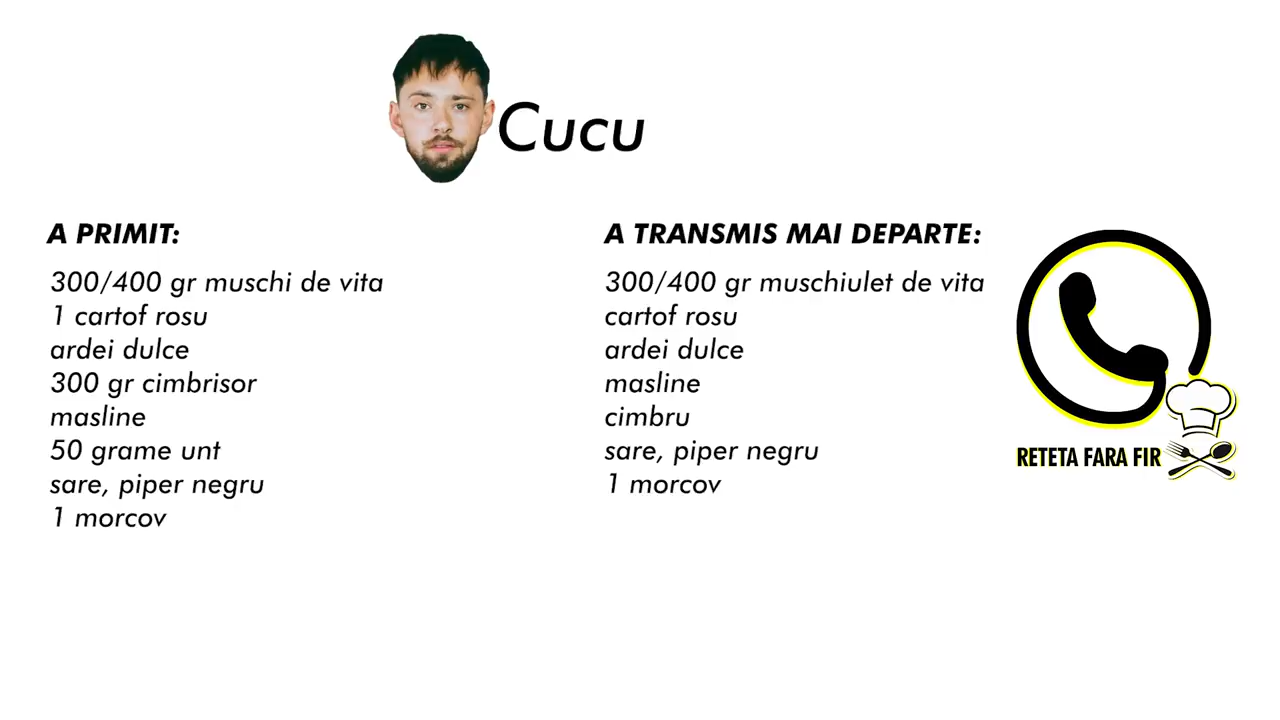 Cucu
A PRIMIT:
300/400 gr muschi de vita
1 cartof rosu
ardei dulce
300 gr cimbrisor
masline
50 grame unt
sare, piper negru
1 morcov
A TRANSMIS MAI DEPARTE:
300/400 gr muschiulet de vita
cartof rosu
ardei dulce
masline
cimbru
sare, piper negru
1 morcov
RETETA FARA FIR